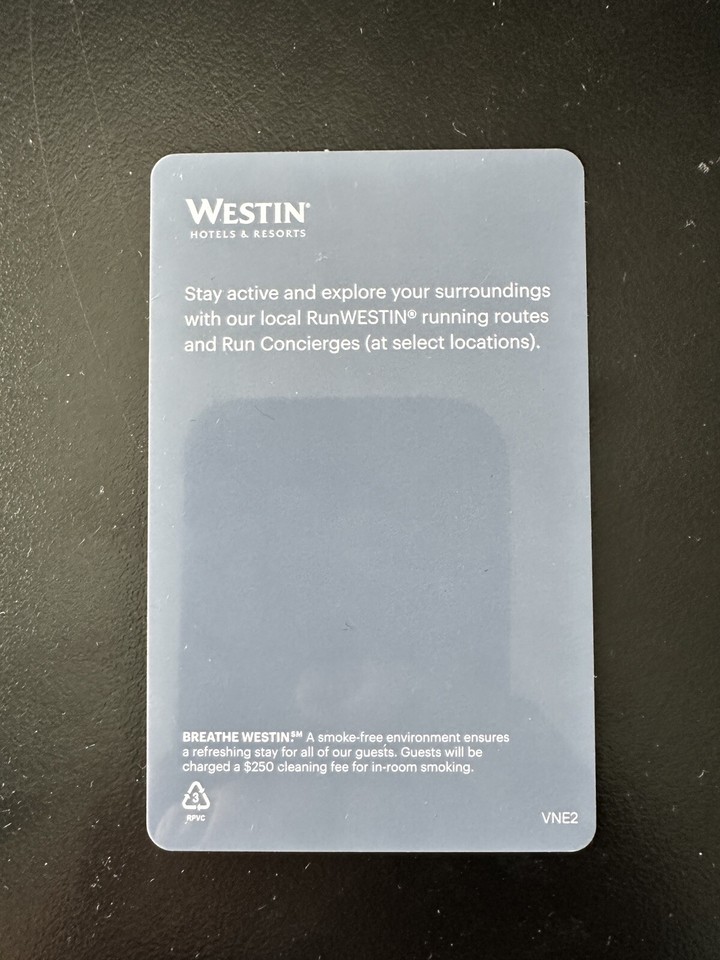 WESTIN®
HOTELS & RESORTS
Stay active and explore your surroundings
with our local RunWESTIN® running routes
and Run Concierges (at select locations).
BREATHE WESTIN.℠ A smoke-free environment ensures
a refreshing stay for all of our guests. Guests will be
charged a $250 cleaning fee for in-room smoking.
3
RPVC
VNE2